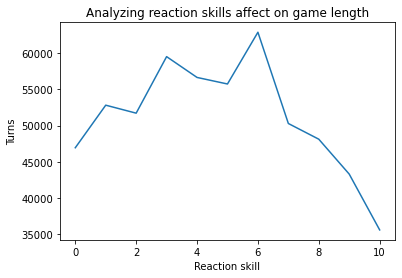 Analyzing reaction skills affect on game length
60000
55000
50000
45000
40000
35000
Turns
0 2 4 6 8 10
Reaction skill